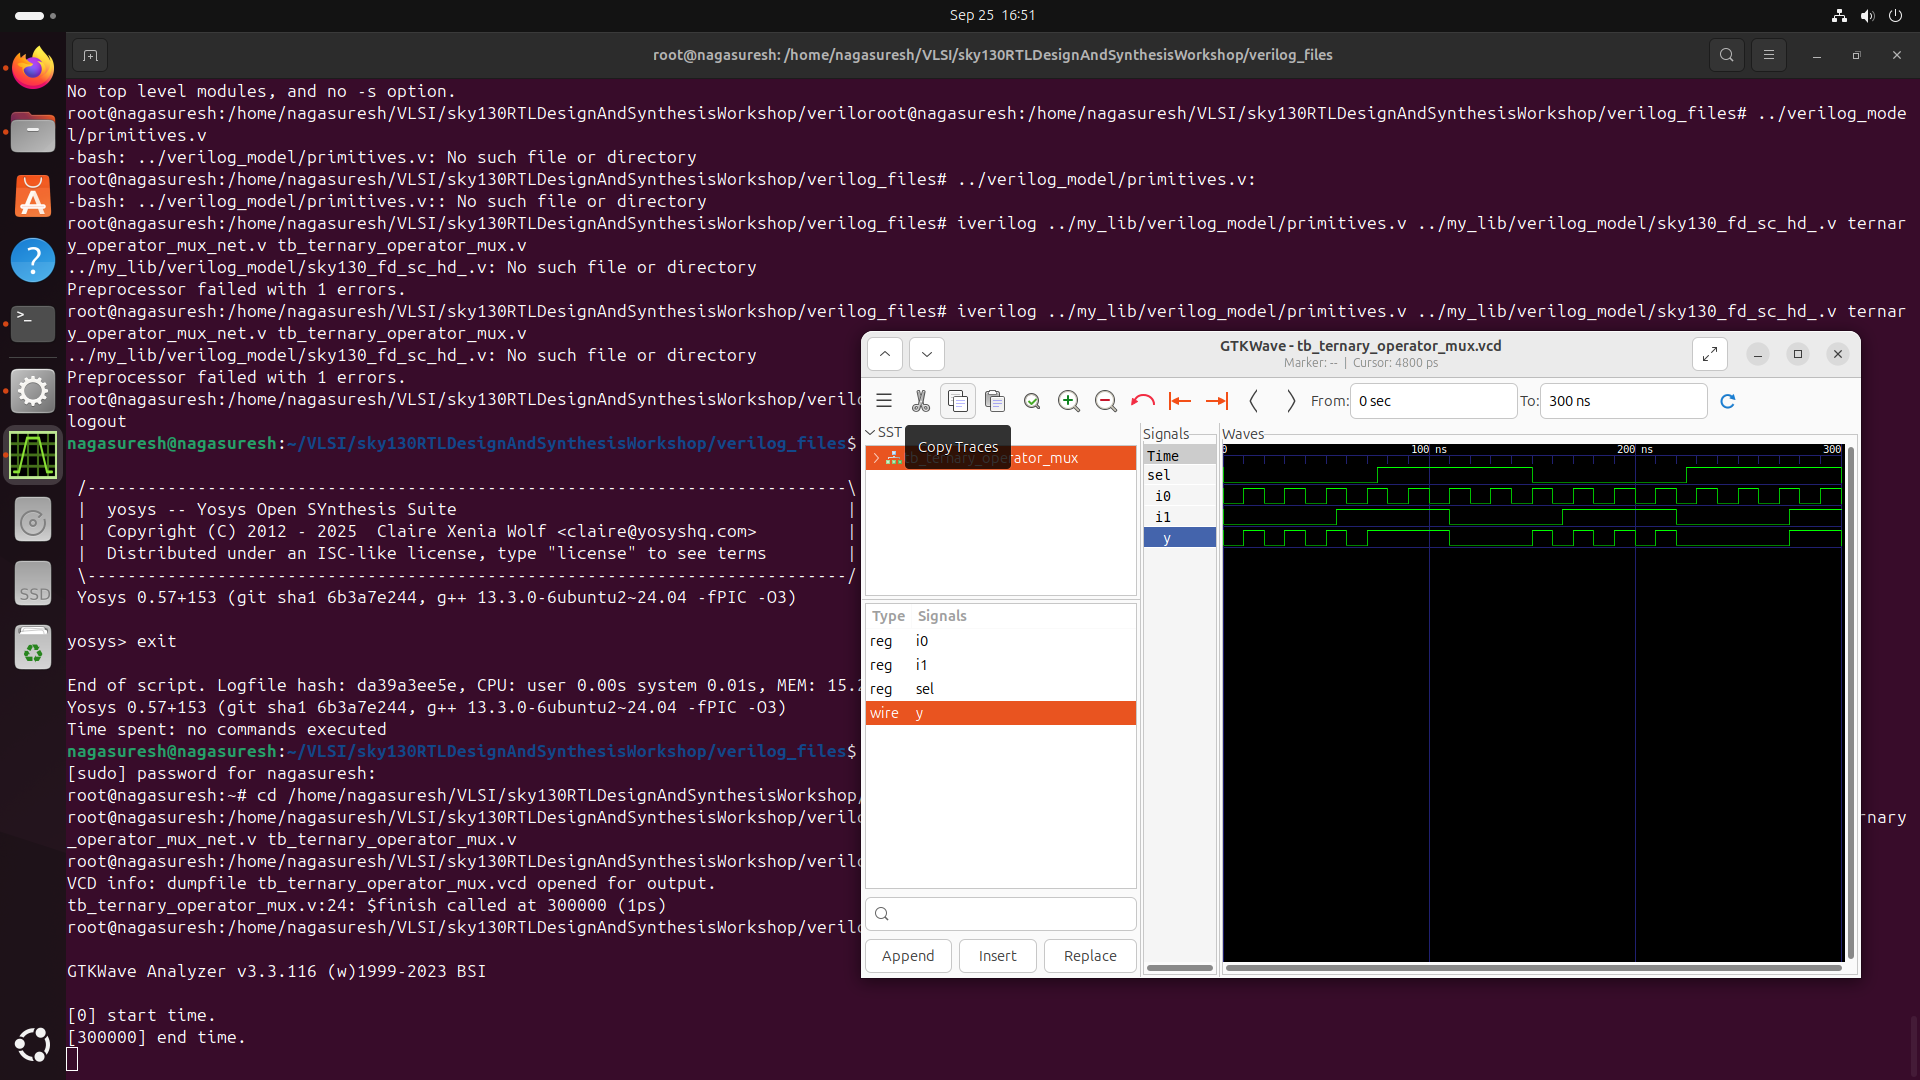 Sep 25 16:51
root@nagasuresh: /home/nagasuresh/VLSI/sky130RTLDesignAndSynthesisWorkshop/verilog_files
No top level modules, and no -s option.
root@nagasuresh:/home/nagasuresh/VLSI/sky130RTLDesignAndSynthesisWorkshop/veriloroot@nagasuresh:/home/nagasuresh/VLSI/sky130RTLDesignAndSynthesisWorkshop/verilog_files# ../verilog_mode
l/primitives.v
-bash: ../verilog_model/primitives.v: No such file or directory
root@nagasuresh:/home/nagasuresh/VLSI/sky130RTLDesignAndSynthesisWorkshop/verilog_files# ../verilog_model/primitives.v:
-bash: ../verilog_model/primitives.v:: No such file or directory
root@nagasuresh:/home/nagasuresh/VLSI/sky130RTLDesignAndSynthesisWorkshop/verilog_files# iverilog ../my_lib/verilog_model/primitives.v ../my_lib/verilog_model/sky130_fd_sc_hd_.v ternar
y_operator_mux_net.v tb_ternary_operator_mux.v
../my_lib/verilog_model/sky130_fd_sc_hd_.v: No such file or directory
Preprocessor failed with 1 errors.
root@nagasuresh:/home/nagasuresh/VLSI/sky130RTLDesignAndSynthesisWorkshop/verilog_files# iverilog ../my_lib/verilog_model/primitives.v ../my_lib/verilog_model/sky130_fd_sc_hd_.v ternar
y_operator_mux_net.v tb_ternary_operator_mux.v
../my_lib/verilog_model/sky130_fd_sc_hd_.v: No such file or directory
Preprocessor failed with 1 errors.
root@nagasuresh:/home/nagasuresh/VLSI/sky130RTLDesignAndSynthesisWorkshop/veril
logout
nagasuresh@nagasuresh:~/VLSI/sky130RTLDesignAndSynthesisWorkshop/verilog_files$
/----------------------------------------------------------------------------\
| yosys -- Yosys Open SYnthesis Suite |
| Copyright (C) 2012 - 2025 Claire Xenia Wolf <claire@yosyshq.com> |
| Distributed under an ISC-like license, type "license" to see terms |
\----------------------------------------------------------------------------/
Yosys 0.57+153 (git sha1 6b3a7e244, g++ 13.3.0-6ubuntu2~24.04 -fPIC -O3)
yosys> exit
End of script. Logfile hash: da39a3ee5e, CPU: user 0.00s system 0.01s, MEM: 15.2
Yosys 0.57+153 (git sha1 6b3a7e244, g++ 13.3.0-6ubuntu2~24.04 -fPIC -O3)
Time spent: no commands executed
nagasuresh@nagasuresh:~/VLSI/sky130RTLDesignAndSynthesisWorkshop/verilog_files$
[sudo] password for nagasuresh:
root@nagasuresh:~# cd /home/nagasuresh/VLSI/sky130RTLDesignAndSynthesisWorkshop/
root@nagasuresh:/home/nagasuresh/VLSI/sky130RTLDesignAndSynthesisWorkshop/veril rnary
_operator_mux_net.v tb_ternary_operator_mux.v
root@nagasuresh:/home/nagasuresh/VLSI/sky130RTLDesignAndSynthesisWorkshop/veril
VCD info: dumpfile tb_ternary_operator_mux.vcd opened for output.
tb_ternary_operator_mux.v:24: $finish called at 300000 (1ps)
root@nagasuresh:/home/nagasuresh/VLSI/sky130RTLDesignAndSynthesisWorkshop/veril
GTKWave Analyzer v3.3.116 (w)1999-2023 BSI
[0] start time.
[300000] end time.
SSD
GTKWave - tb_ternary_operator_mux.vcd
Marker: -- | Cursor: 4800 ps
From: 0 sec To: 300 ns
SST
Copy Traces
tb_ternary_operator_mux
Type Signals
reg i0
reg i1
reg sel
wire y
Append Insert Replace
Signals
Time
sel
i0
i1
y
Waves
0 100 ns 200 ns 300